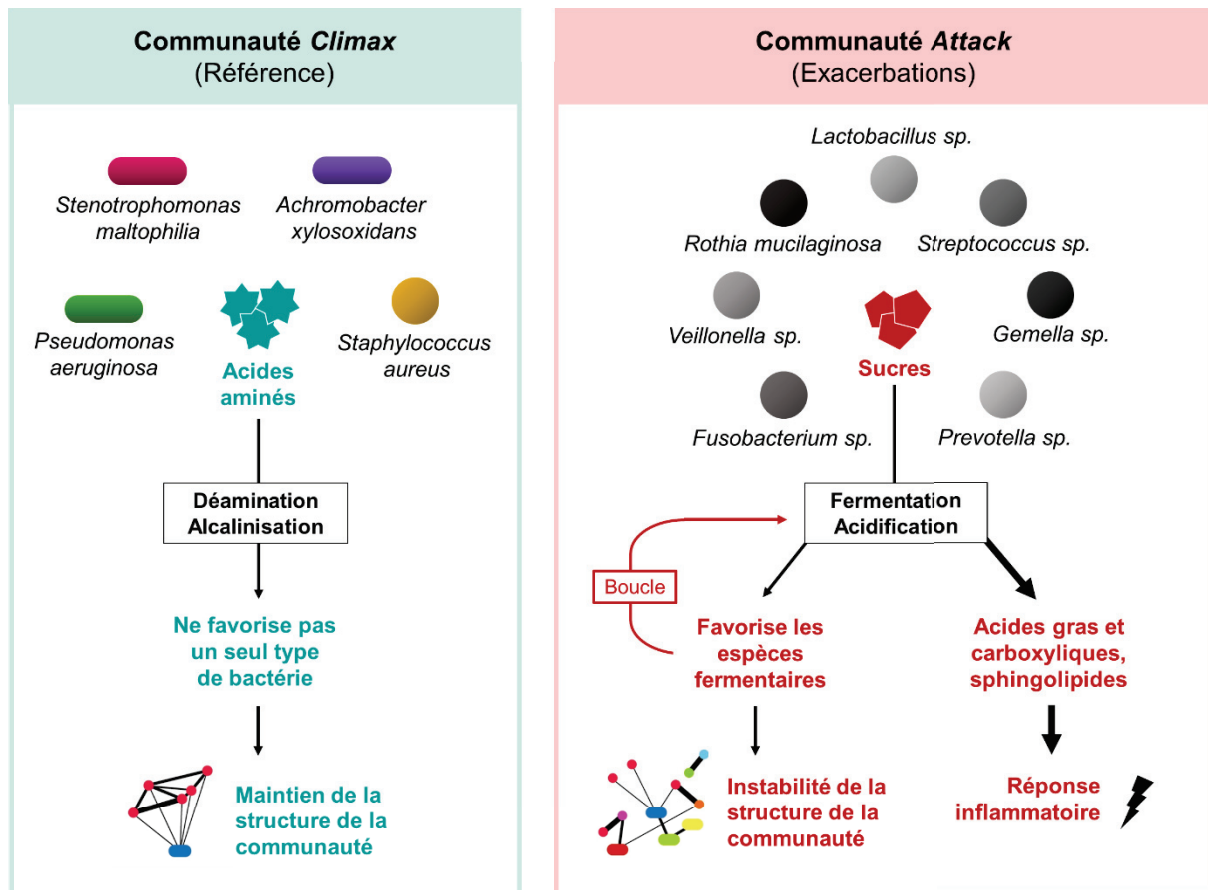 Communauté Climax
(Référence)
Stenotrophomonas
maltophilia
Achromobacter
xylosoxidans
Pseudomonas
aeruginosa
Acides
aminés
Staphylococcus
aureus
Déamination
Alcalinisation
Ne favorise pas
un seul type
de bactérie
Maintien de la
structure de la
communauté
Communauté Attack
(Exacerbations)
Lactobacillus sp.
Rothia mucilaginosa
Streptococcus sp.
Veillonella sp.
Sucres
Gemella sp.
Fusobacterium sp.
Prevotella sp.
Fermentation
Acidification
Boucle
Favorise les
espèces
fermentaires
Acides gras et
carboxyliques,
sphingolipides
Instabilité de la
structure de la
communauté
Réponse
inflammatoire